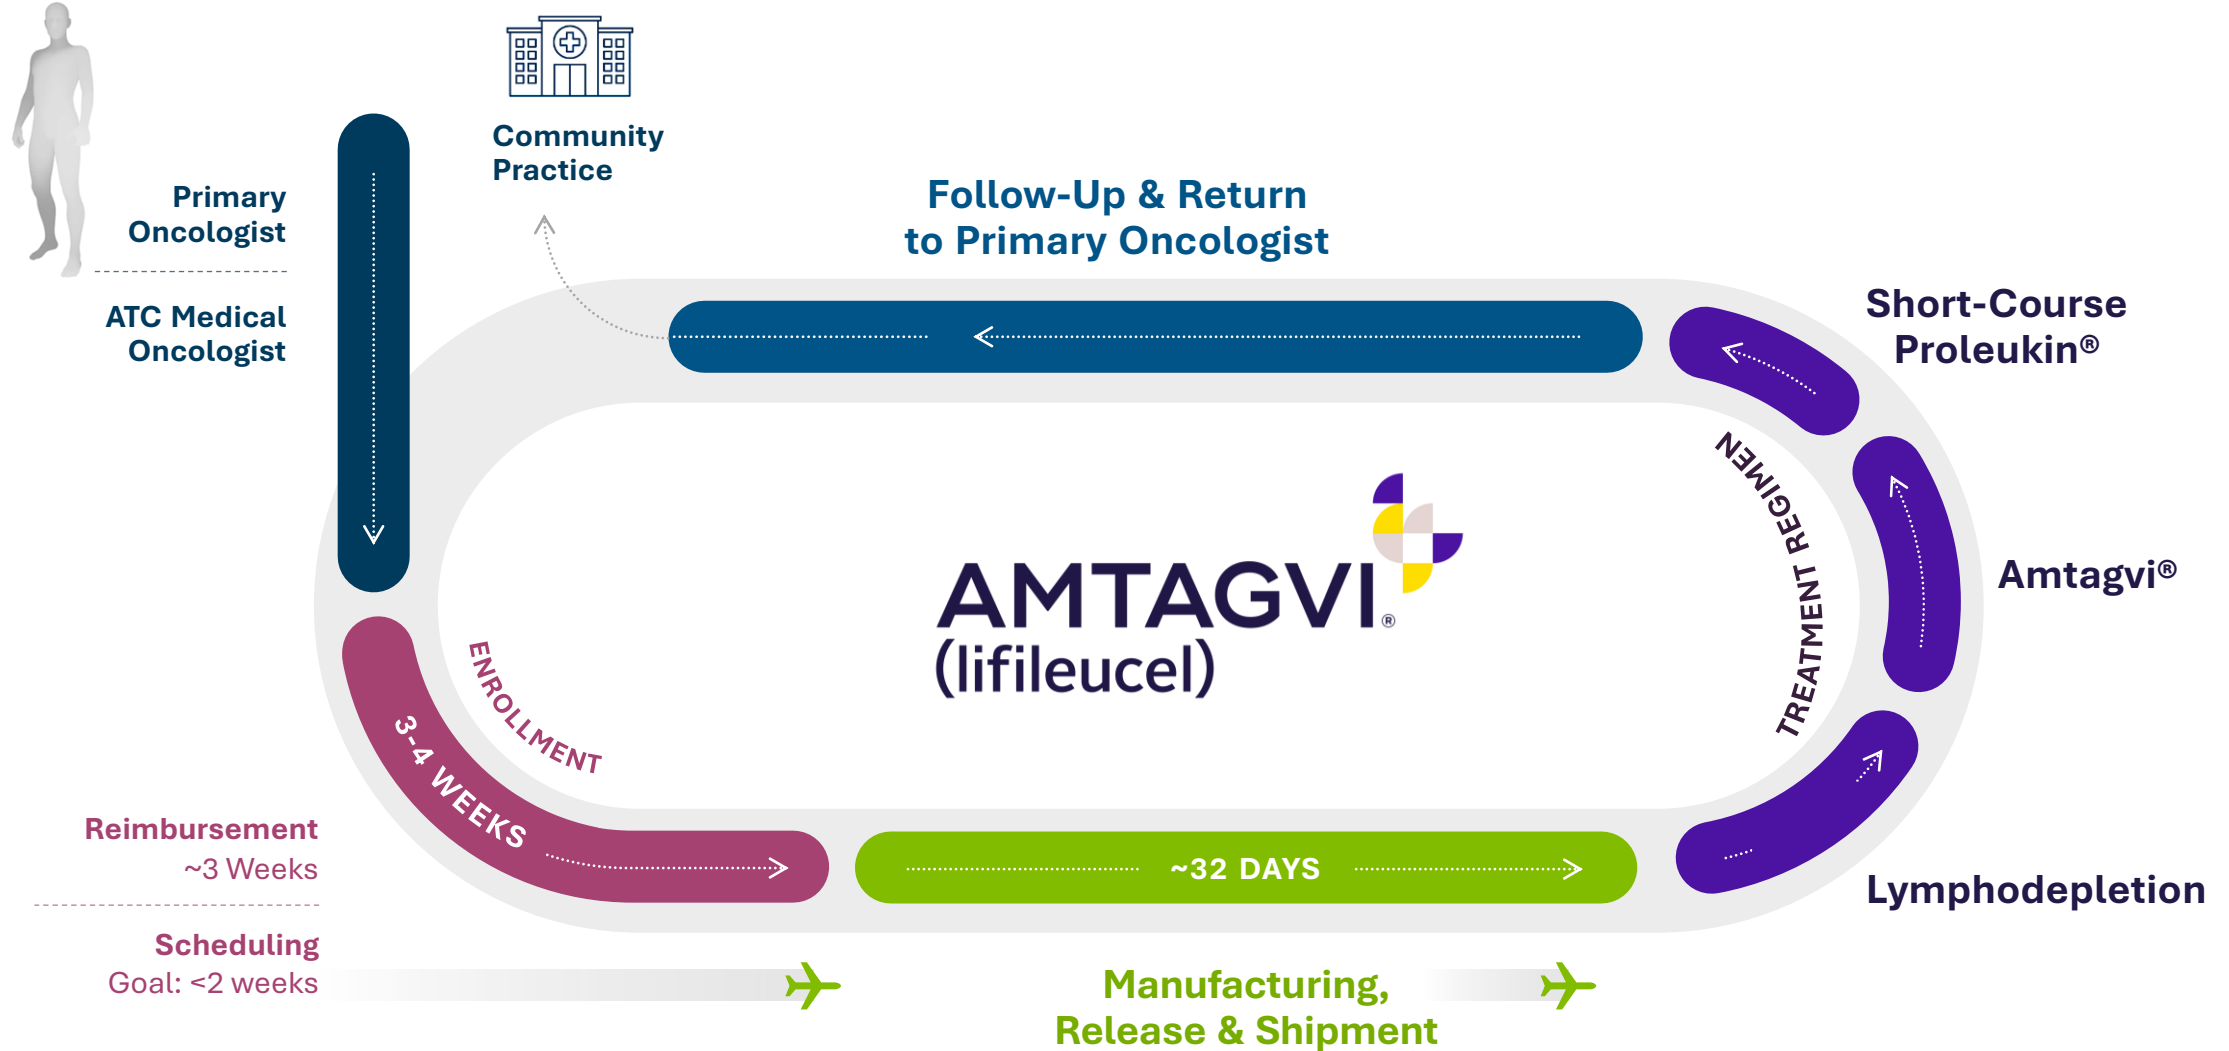 Community
Practice
Primary
Oncologist
ATC Medical
Oncologist
Follow-Up & Return
to Primary Oncologist
Short-Course
Proleukin®
TREATMENT REGIMEN
Amtagvi®
Lymphodepletion
AMTAGVI®
(lifileucel)
ENROLLMENT
3-4 WEEKS
Reimbursement
~3 Weeks
Scheduling
Goal: <2 weeks
~32 DAYS
Manufacturing,
Release & Shipment